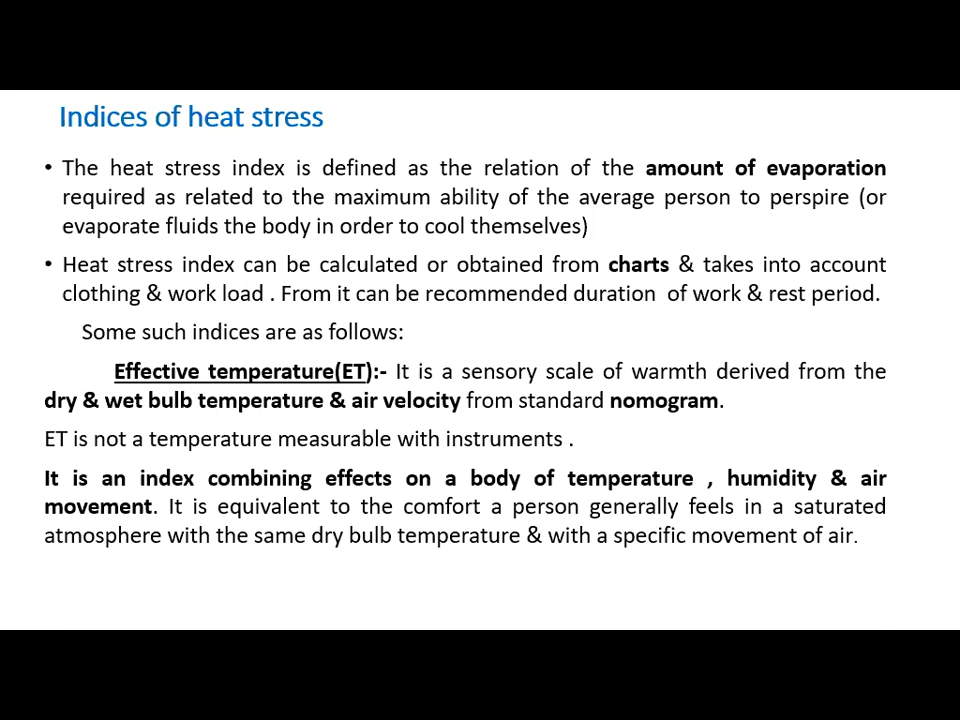 Indices of heat stress
• The heat stress index is defined as the relation of the amount of evaporation
required as related to the maximum ability of the average person to perspire (or
evaporate fluids the body in order to cool themselves)
• Heat stress index can be calculated or obtained from charts & takes into account
clothing & work load . From it can be recommended duration of work & rest period.
Some such indices are as follows:
Effective temperature(ET):- It is a sensory scale of warmth derived from the
dry & wet bulb temperature & air velocity from standard nomogram.
ET is not a temperature measurable with instruments .
It is an index combining effects on a body of temperature , humidity & air
movement. It is equivalent to the comfort a person generally feels in a saturated
atmosphere with the same dry bulb temperature & with a specific movement of air.